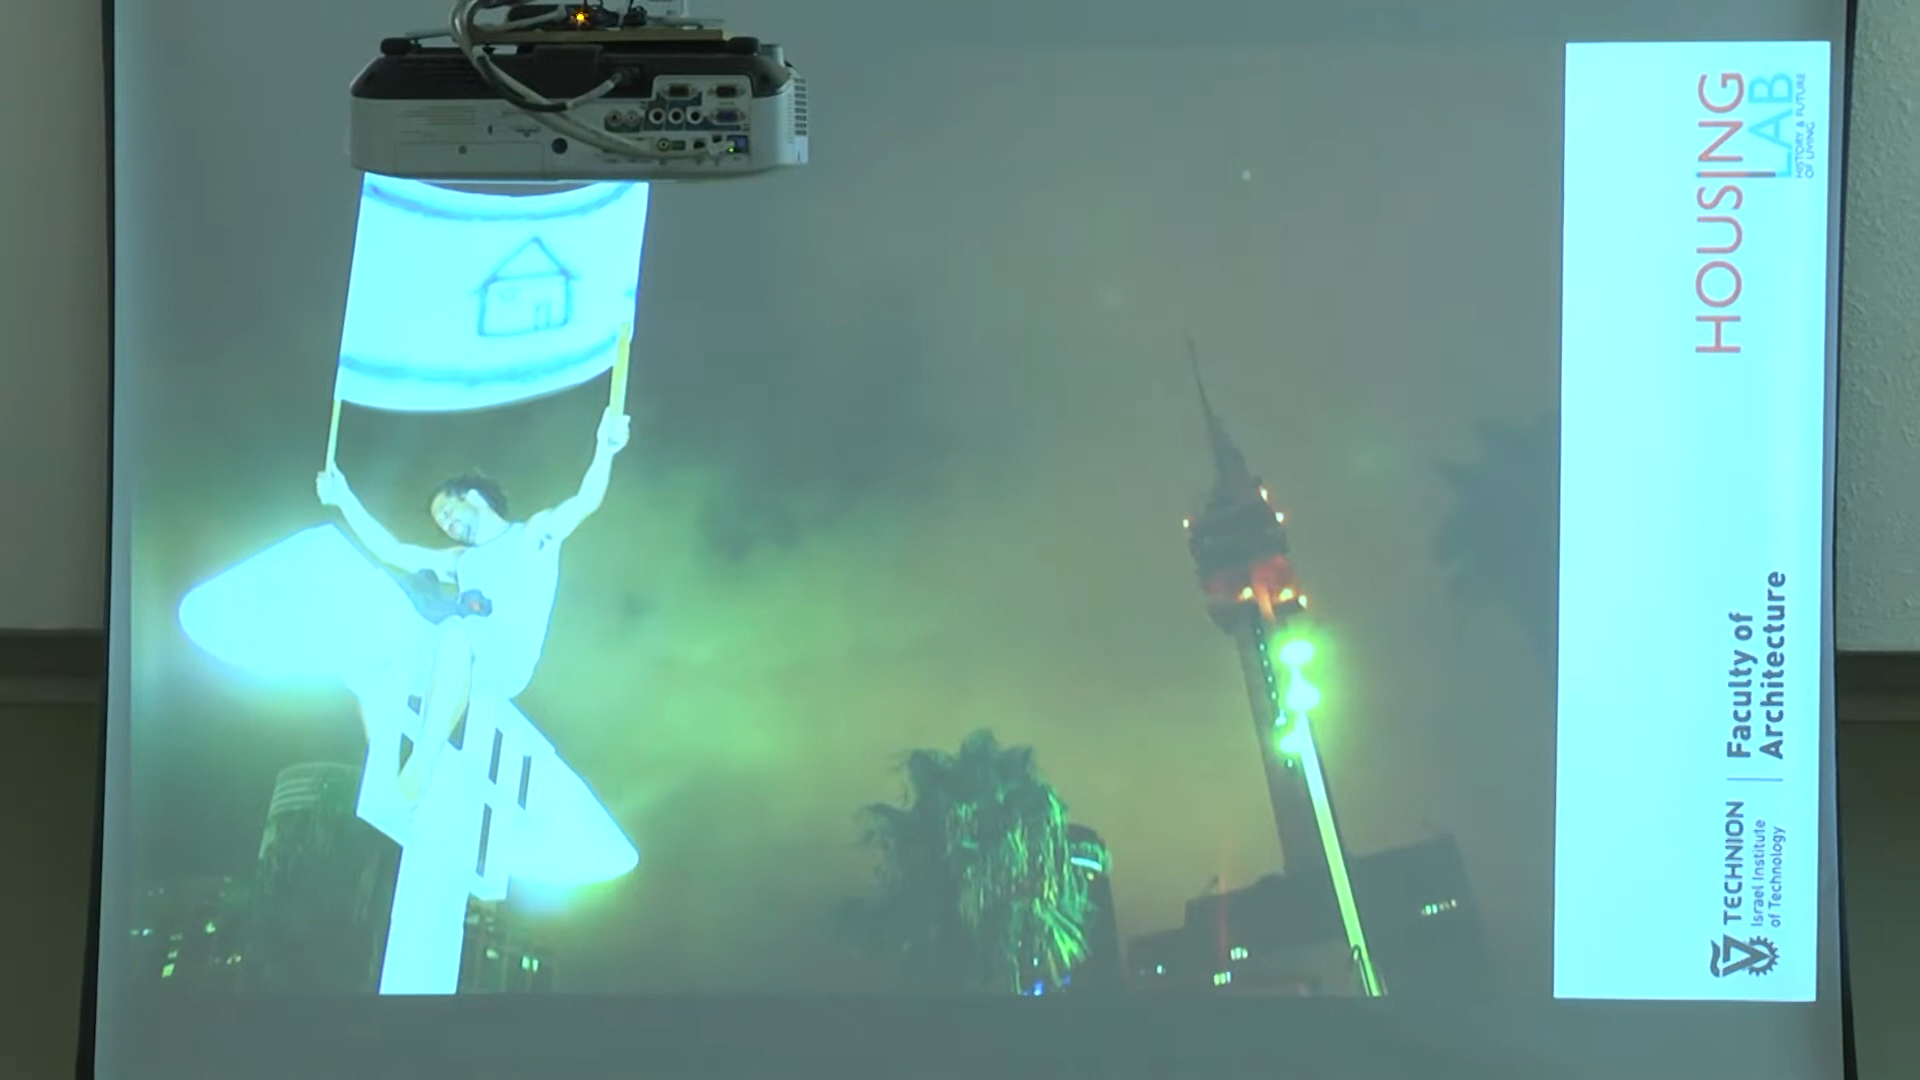 HOUSING
LAB
HISTORY & FUTURE
OF LIVING
TECHNION
Israel Institute
of Technology
Faculty of
Architecture